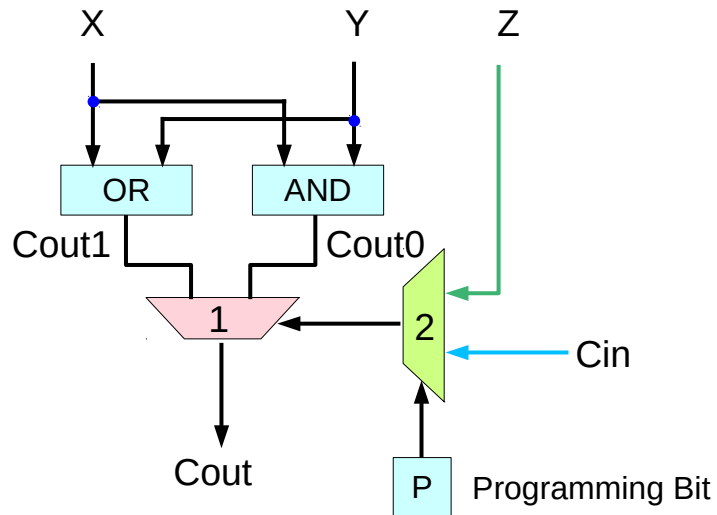 X Y Z
OR AND
Cout1 Cout0
1 2
Cin
Cout
P Programming Bit